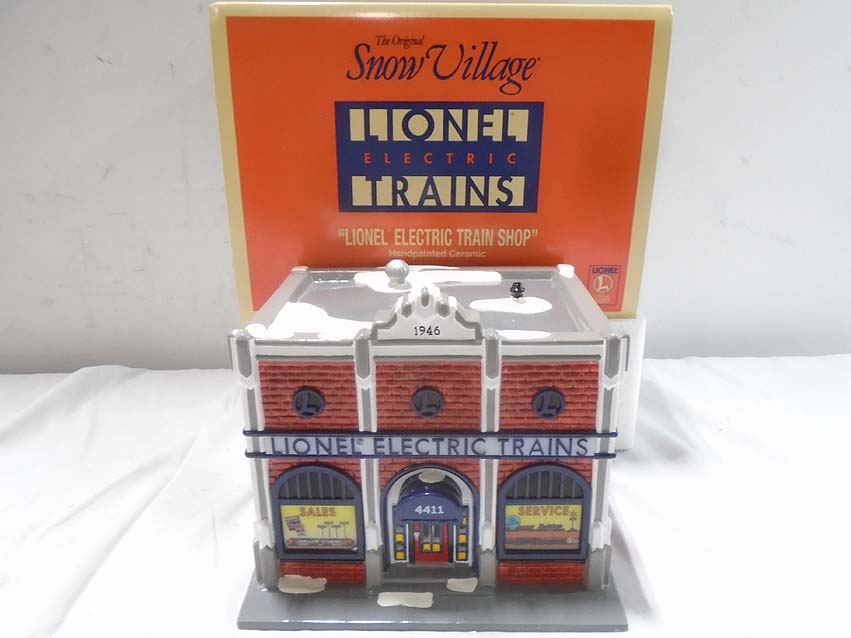 The Original
Snow Village
LIONEL
ELECTRIC
TRAINS
"LIONEL ELECTRIC TRAIN SHOP"
Handpainted Ceramic
LIONEL
L
1946
L L L
LIONEL® ELECTRIC TRAINS
SALES
4411
SERVICE